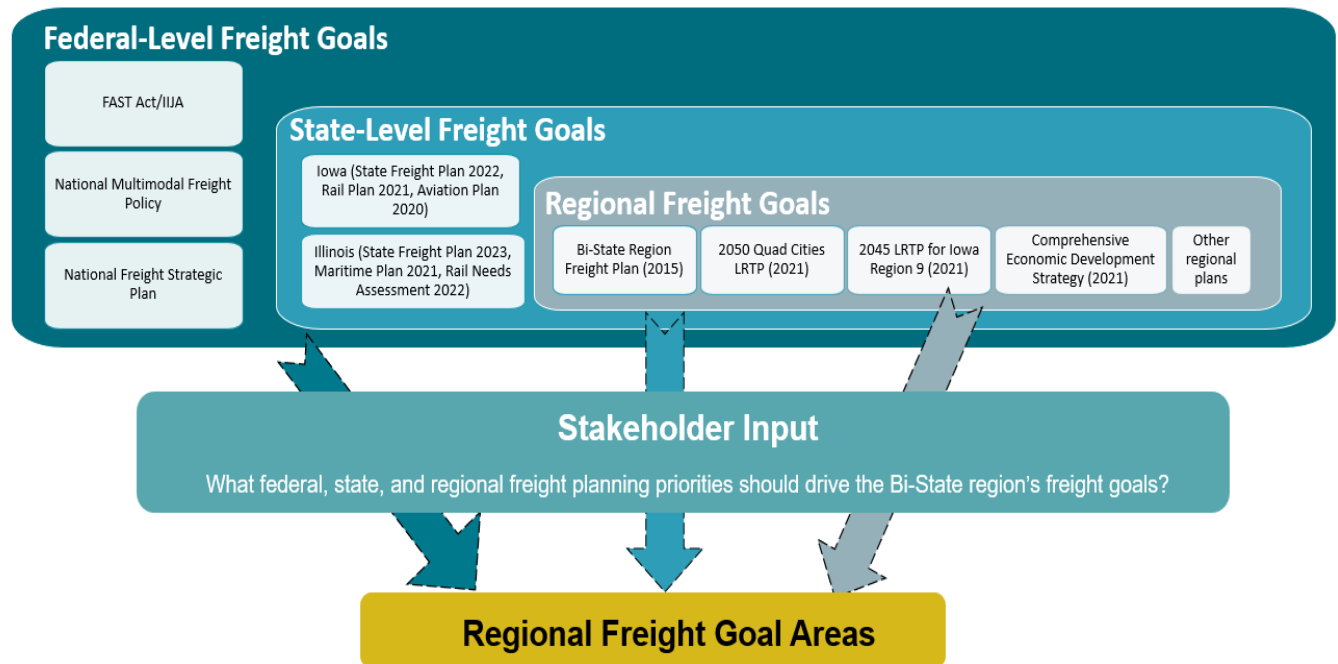 Federal-Level Freight Goals
FAST Act/IIJA
National Multimodal Freight
Policy
National Freight Strategic
Plan
State-Level Freight Goals
Iowa (State Freight Plan 2022,
Rail Plan 2021, Aviation Plan
2020)
Illinois (State Freight Plan 2023,
Maritime Plan 2021, Rail Needs
Assessment 2022)
Regional Freight Goals
Bi-State Region
Freight Plan (2015)
2050 Quad Cities
LRTP (2021)
2045 LRTP for Iowa
Region 9 (2021)
Comprehensive
Economic Development
Strategy (2021)
Other
regional
plans
Stakeholder Input
What federal, state, and regional freight planning priorities should drive the Bi-State region's freight goals?
Regional Freight Goal Areas